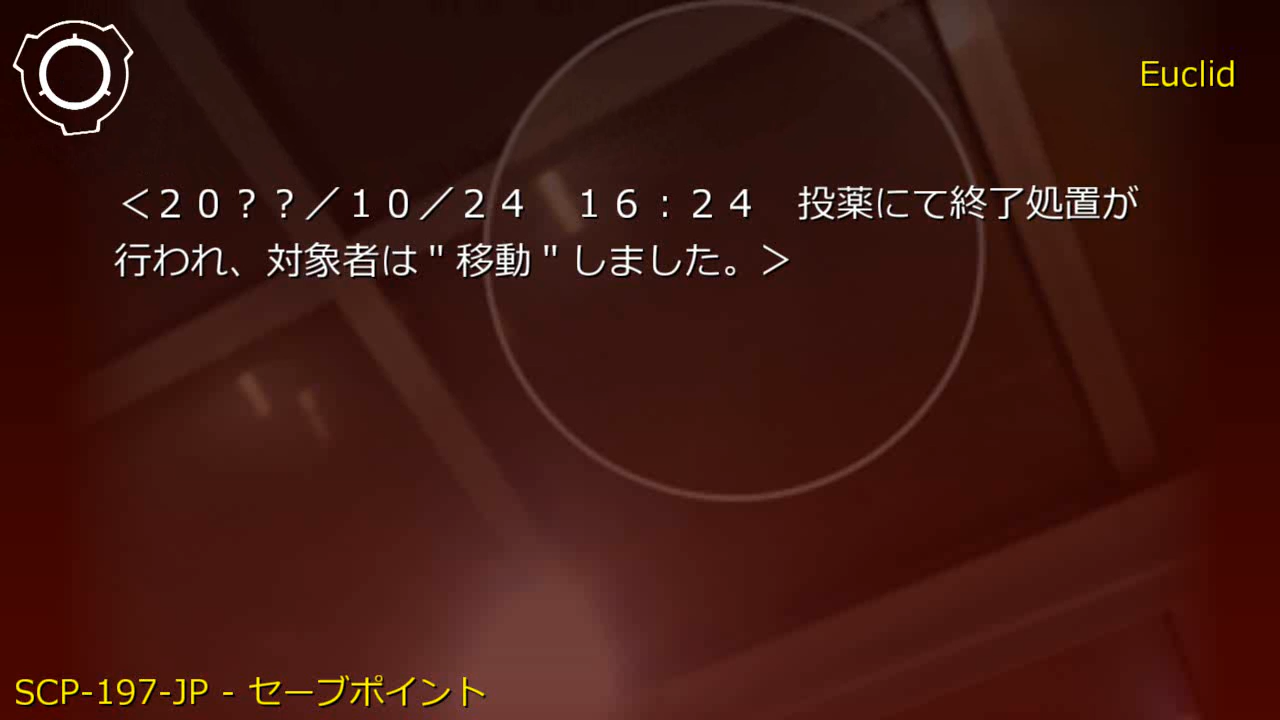 Euclid
＜２０？？／１０／２４　１６：２４　投薬にて終了処置が
行われ、対象者は＂移動＂しました。＞
SCP-197-JP - セーブポイント